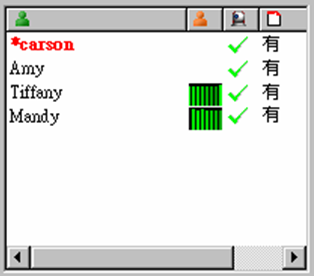 *carson 有
Amy 有
Tiffany 有
Mandy 有